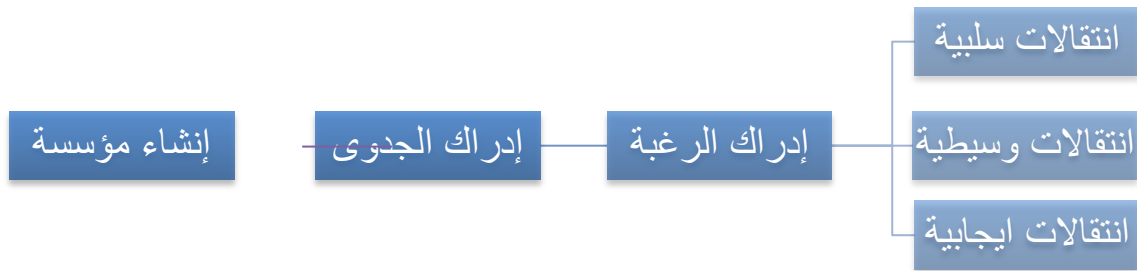 انتقالات سلبية
انتقالات وسيطية
انتقالات ايجابية
إدراك الرغبة
إدراك الجدوى
إنشاء مؤسسة